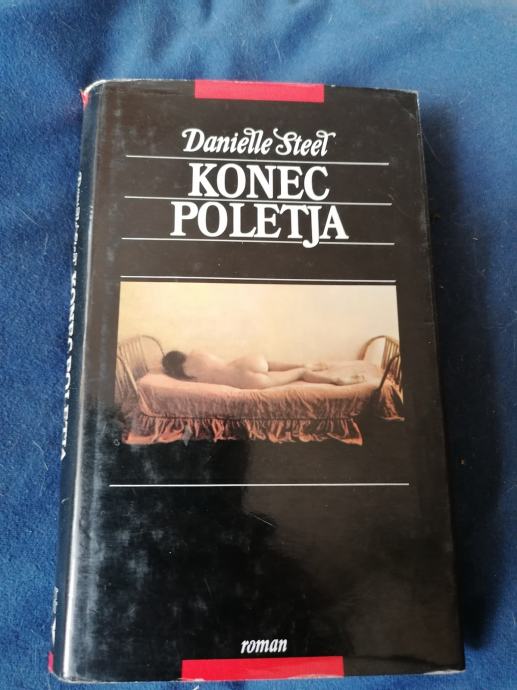 Danielle Steel
KONEC
POLETJA
roman
Danielle Steel KONEC POLETJA